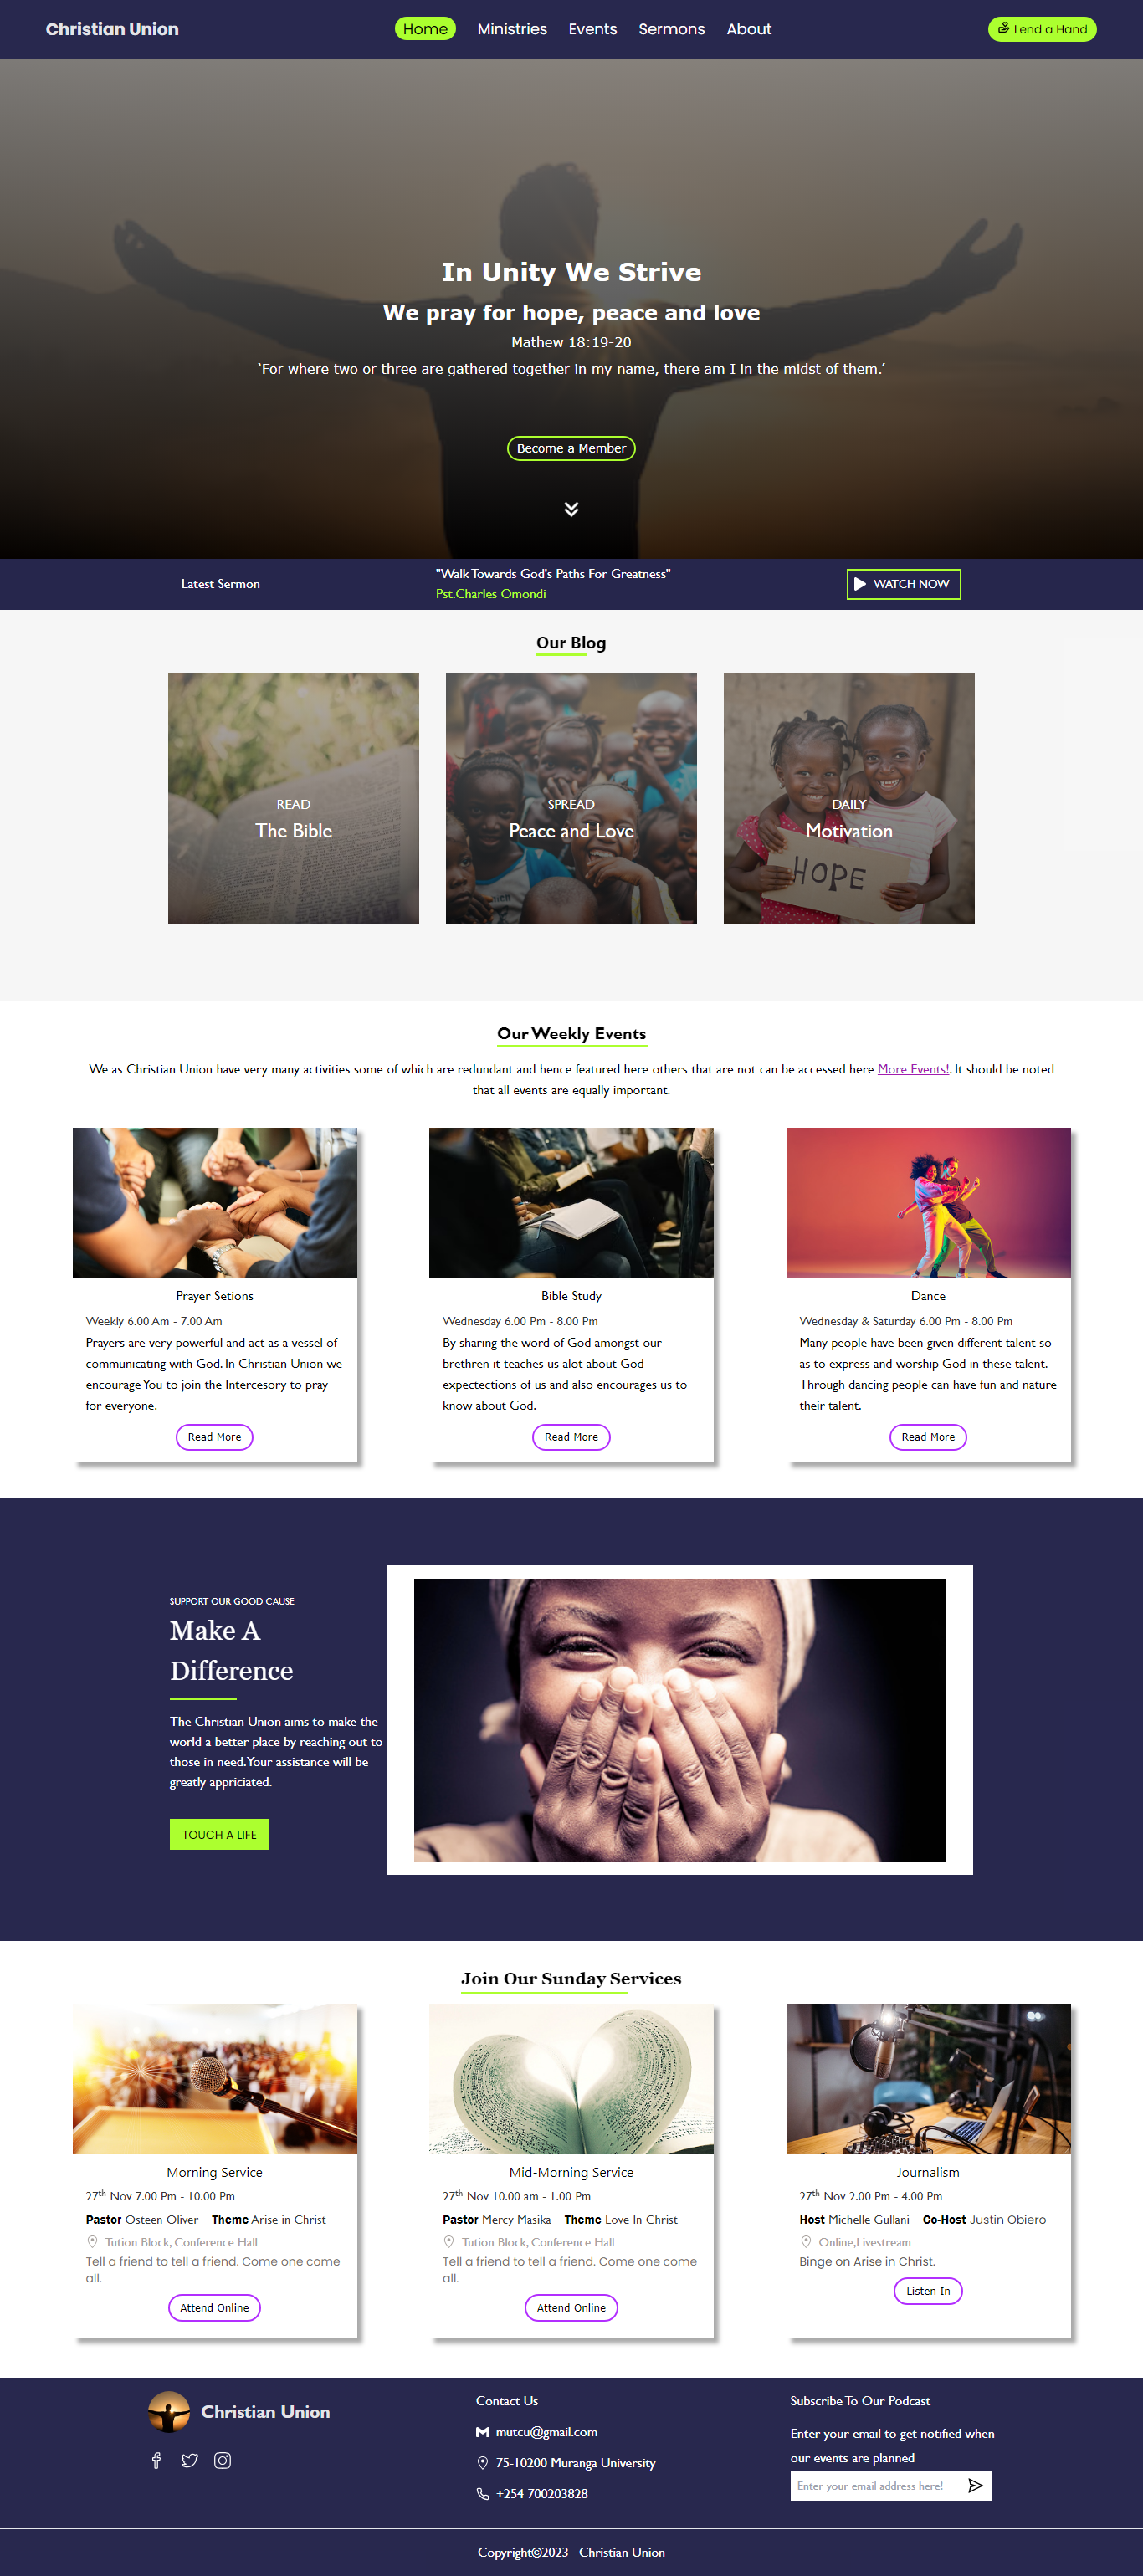 Christian Union
Home Ministries Events Sermons About
Lend a Hand
In Unity We Strive
We pray for hope, peace and love
Mathew 18:19-20
‘For where two or three are gathered together in my name, there am I in the midst of them.’
Become a Member
Latest Sermon
"Walk Towards God's Paths For Greatness"
Pst.Charles Omondi
WATCH NOW
Our Blog
READ
The Bible
SPREAD
Peace and Love
DAILY
Motivation
HOPE
Our Weekly Events
We as Christian Union have very many activities some of which are redundant and hence featured here others that are not can be accessed here More Events!. It should be noted
that all events are equally important.
Prayer Setions
Weekly 6.00 Am - 7.00 Am
Prayers are very powerful and act as a vessel of
communicating with God. In Christian Union we
encourage You to join the Intercesory to pray
for everyone.
Read More
Bible Study
Wednesday 6.00 Pm - 8.00 Pm
By sharing the word of God amongst our
brethren it teaches us alot about God
expectections of us and also encourages us to
know about God.
Read More
Dance
Wednesday & Saturday 6.00 Pm - 8.00 Pm
Many people have been given different talent so
as to express and worship God in these talent.
Through dancing people can have fun and nature
their talent.
Read More
SUPPORT OUR GOOD CAUSE
Make A
Difference
The Christian Union aims to make the
world a better place by reaching out to
those in need.Your assistance will be
greatly appriciated.
TOUCH A LIFE
Join Our Sunday Services
Morning Service
27th Nov 7.00 Pm - 10.00 Pm
Pastor Osteen Oliver Theme Arise in Christ
Tution Block, Conference Hall
Tell a friend to tell a friend. Come one come
all.
Attend Online
Mid-Morning Service
27th Nov 10.00 am - 1.00 Pm
Pastor Mercy Masika Theme Love In Christ
Tution Block, Conference Hall
Tell a friend to tell a friend. Come one come
all.
Attend Online
Journalism
27th Nov 2.00 Pm - 4.00 Pm
Host Michelle Gullani Co-Host Justin Obiero
Online,Livestream
Binge on Arise in Christ.
Listen In
Christian Union
Contact Us
mutcu@gmail.com
75-10200 Muranga University
+254 700203828
Subscribe To Our Podcast
Enter your email to get notified when
our events are planned
Enter your email address here!
Copyright©2023– Christian Union